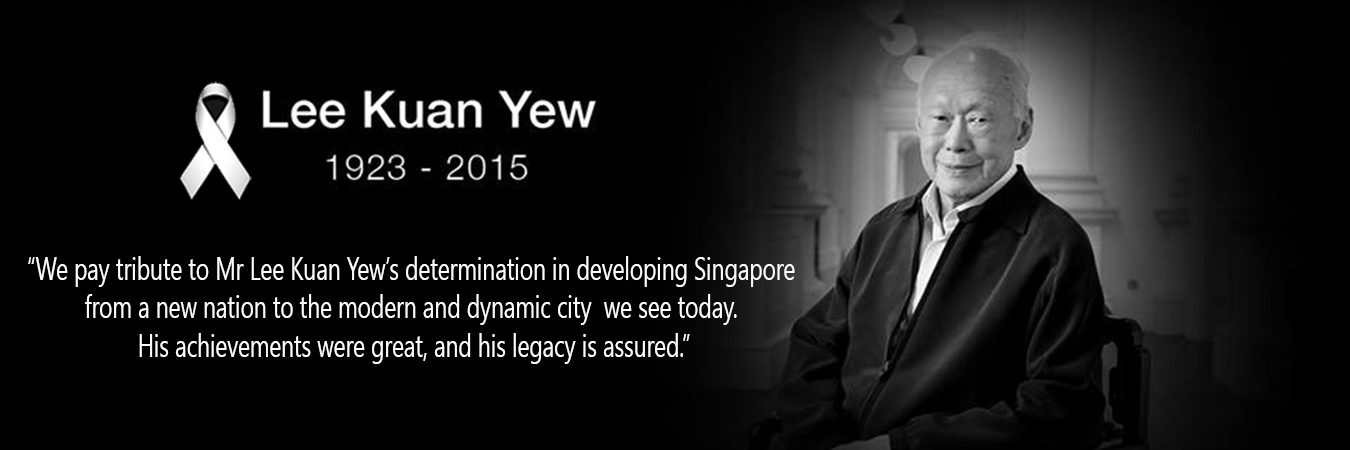 Lee Kuan Yew
1923 - 2015
“We pay tribute to Mr Lee Kuan Yew’s determination in developing Singapore
from a new nation to the modern and dynamic city  we see today.
His achievements were great, and his legacy is assured.”